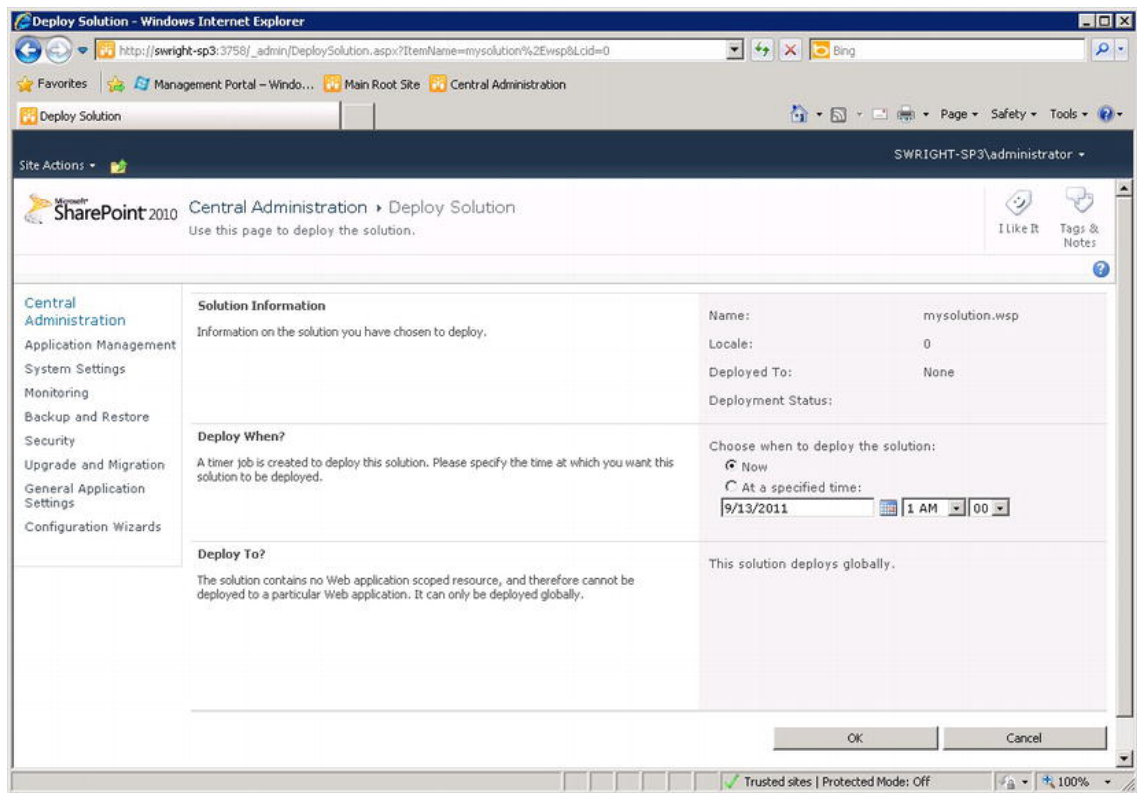 Deploy Solution - Windows Internet Explorer
http://swright-sp3:3758/_admin/DeploySolution.aspx?ItemName=mysolution%2Ewsp&Lcid=0
Bing
Favorites
Management Portal – Windo...
Main Root Site
Central Administration
Deploy Solution
Page
Safety
Tools
Site Actions
SWRIGHT-SP3\administrator
Microsoft
SharePoint 2010
Central Administration
Deploy Solution
Use this page to deploy the solution.
I Like It
Tags &
Notes
Central
Administration
Application Management
System Settings
Monitoring
Backup and Restore
Security
Upgrade and Migration
General Application
Settings
Configuration Wizards
Solution Information
Information on the solution you have chosen to deploy.
Name: mysolution.wsp
Locale: 0
Deployed To: None
Deployment Status:
Deploy When?
A timer job is created to deploy this solution. Please specify the time at which you want this
solution to be deployed.
Choose when to deploy the solution:
Now
At a specified time:
9/13/2011 1 AM 00
Deploy To?
The solution contains no Web application scoped resource, and therefore cannot be
deployed to a particular Web application. It can only be deployed globally.
This solution deploys globally.
OK
Cancel
Trusted sites | Protected Mode: Off
100%